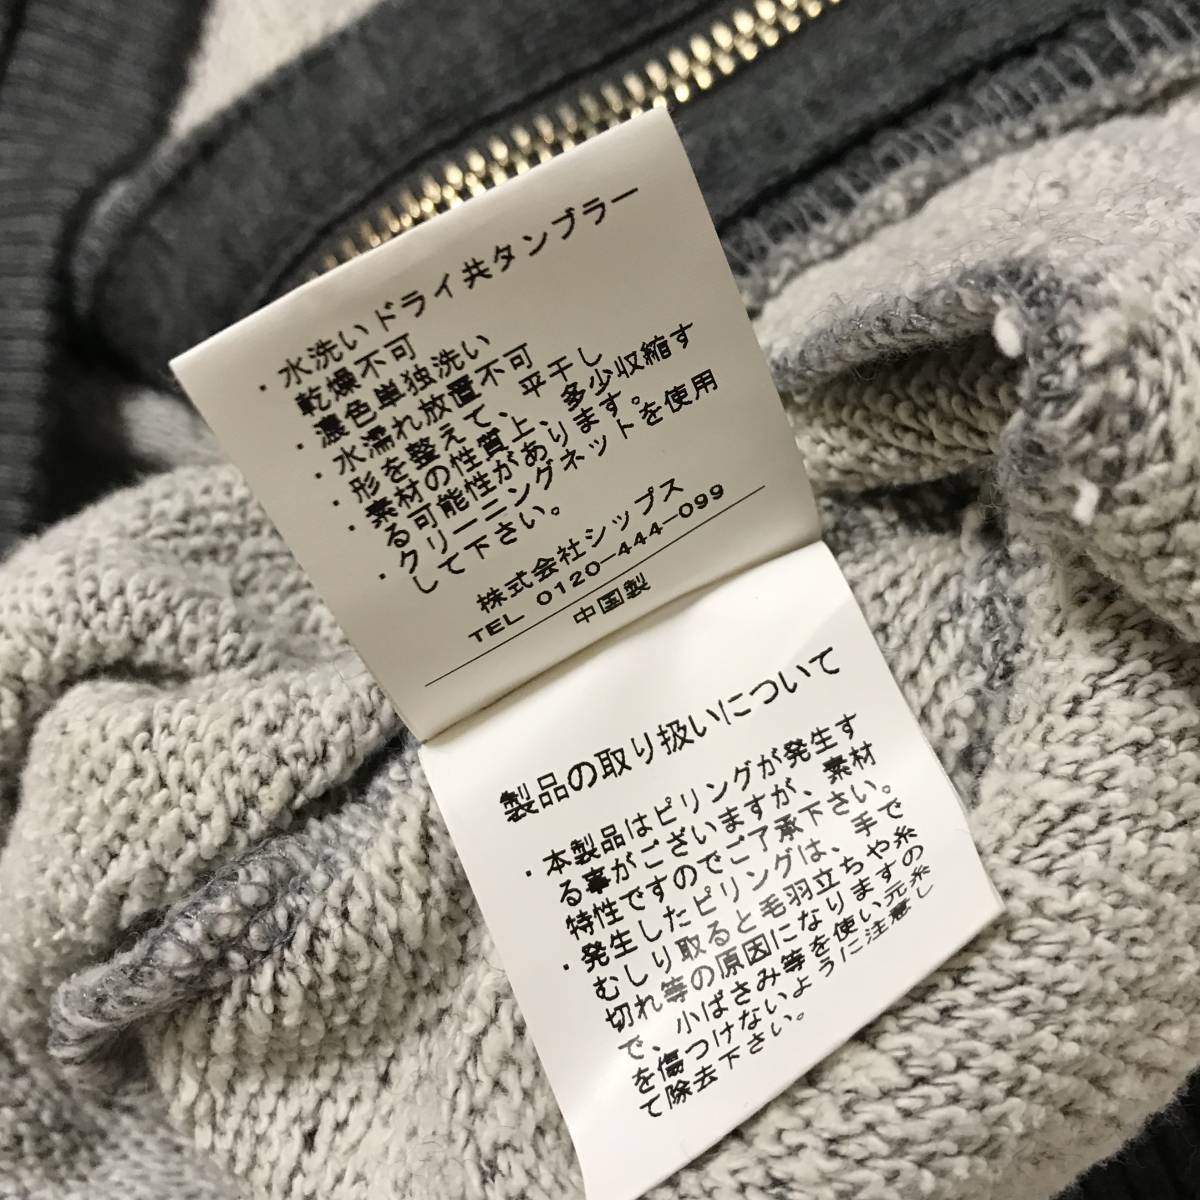 ・水洗いドライ共タンブラー
乾燥不可
・濃色単独洗い
・水濡れ放置不可
・形を整えて、平干し
・素材の性質上、多少収縮す
る可能性があります。
・クリーニングネットを使用
して下さい。
株式会社シップス
TEL 0120-444-099
中国製
製品の取り扱いについて
・本製品はピリングが発生す
る事がございますが、素材
特性ですのでご了承下さい。
・発生したピリングは、手で
むしり取ると毛羽立ちや糸
切れ等の原因になりますの
で、小ばさみ等を使い元糸
を傷つけないように注意し
て除去下さい。